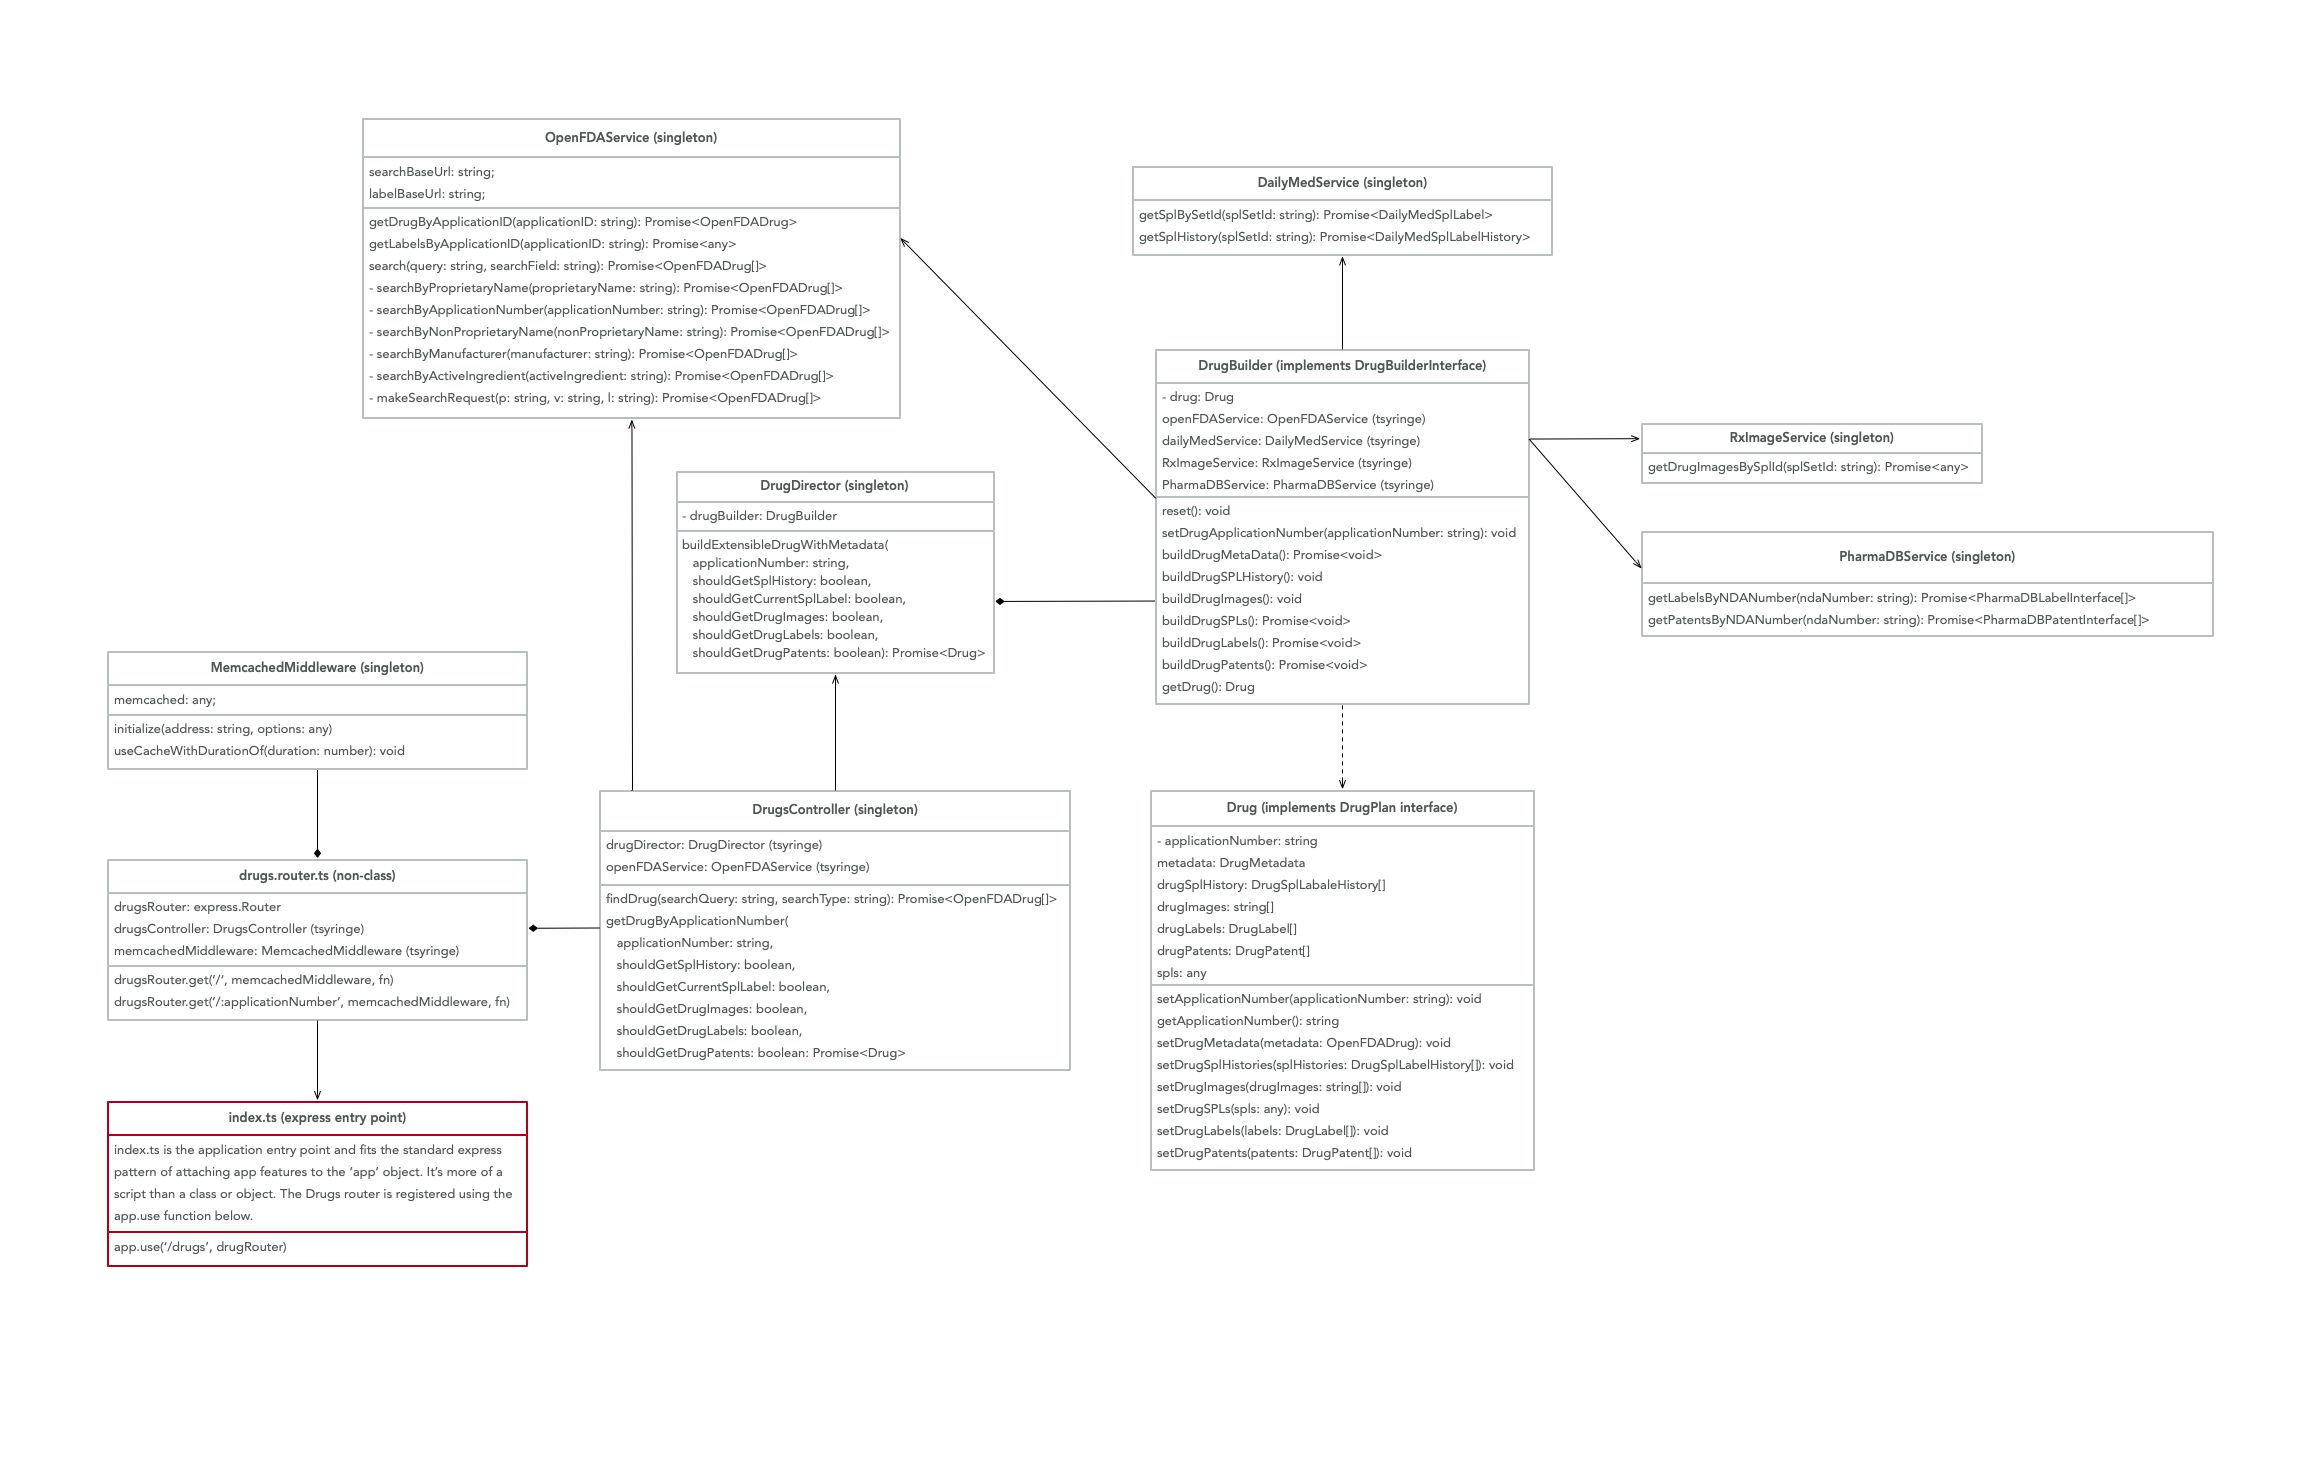 OpenFDAService (singleton)
searchBaseUrl: string;
labelBaseUrl: string;
getDrugByApplicationID(applicationID: string): Promise<OpenFDADrug>
getLabelsByApplicationID(applicationID: string): Promise<any>
search(query: string, searchField: string): Promise<OpenFDADrug[]>
- searchByProprietaryName(proprietaryName: string): Promise<OpenFDADrug[]>
- searchByApplicationNumber(applicationNumber: string): Promise<OpenFDADrug[]>
- searchByNonProprietaryName(nonProprietaryName: string): Promise<OpenFDADrug[]>
- searchByManufacturer(manufacturer: string): Promise<OpenFDADrug[]>
- searchByActiveIngredient(activeIngredient: string): Promise<OpenFDADrug[]>
- makeSearchRequest(p: string, v: string, l: string): Promise<OpenFDADrug[]>
DailyMedService (singleton)
getSplBySetId(splSetId: string): Promise<DailyMedSplLabel>
getSplHistory(splSetId: string): Promise<DailyMedSplLabelHistory>
DrugBuilder (implements DrugBuilderInterface)
- drug: Drug
openFDAService: OpenFDAService (tsyringe)
dailyMedService: DailyMedService (tsyringe)
RxImageService: RxImageService (tsyringe)
PharmaDBService: PharmaDBService (tsyringe)
reset(): void
setDrugApplicationNumber(applicationNumber: string): void
buildDrugMetaData(): Promise<void>
buildDrugSPLHistory(): void
buildDrugImages(): void
buildDrugSPLs(): Promise<void>
buildDrugLabels(): Promise<void>
buildDrugPatents(): Promise<void>
getDrug(): Drug
RxImageService (singleton)
getDrugImagesBySplId(splSetId: string): Promise<any>
PharmaDBService (singleton)
getLabelsByNDANumber(ndaNumber: string): Promise<PharmaDBLabelInterface[]>
getPatentsByNDANumber(ndaNumber: string): Promise<PharmaDBPatentInterface[]>
DrugDirector (singleton)
- drugBuilder: DrugBuilder
buildExtensibleDrugWithMetadata(
applicationNumber: string,
shouldGetSplHistory: boolean,
shouldGetCurrentSplLabel: boolean,
shouldGetDrugImages: boolean,
shouldGetDrugLabels: boolean,
shouldGetDrugPatents: boolean): Promise<Drug>
MemcachedMiddleware (singleton)
memcached: any;
initialize(address: string, options: any)
useCacheWithDurationOf(duration: number): void
drugs.router.ts (non-class)
drugsRouter: express.Router
drugsController: DrugsController (tsyringe)
memcachedMiddleware: MemcachedMiddleware (tsyringe)
drugsRouter.get(’/’, memcachedMiddleware, fn)
drugsRouter.get(’/:applicationNumber’, memcachedMiddleware, fn)
DrugsController (singleton)
drugDirector: DrugDirector (tsyringe)
openFDAService: OpenFDAService (tsyringe)
findDrug(searchQuery: string, searchType: string): Promise<OpenFDADrug[]>
getDrugByApplicationNumber(
applicationNumber: string,
shouldGetSplHistory: boolean,
shouldGetCurrentSplLabel: boolean,
shouldGetDrugImages: boolean,
shouldGetDrugLabels: boolean,
shouldGetDrugPatents: boolean: Promise<Drug>
Drug (implements DrugPlan interface)
- applicationNumber: string
metadata: DrugMetadata
drugSplHistory: DrugSplLabaleHistory[]
drugImages: string[]
drugLabels: DrugLabel[]
drugPatents: DrugPatent[]
spls: any
setApplicationNumber(applicationNumber: string): void
getApplicationNumber(): string
setDrugMetadata(metadata: OpenFDADrug): void
setDrugSplHistories(splHistories: DrugSplLabelHistory[]): void
setDrugImages(drugImages: string[]): void
setDrugSPLs(spls: any): void
setDrugLabels(labels: DrugLabel[]): void
setDrugPatents(patents: DrugPatent[]): void
index.ts (express entry point)
index.ts is the application entry point and fits the standard express
pattern of attaching app features to the ’app’ object. It’s more of a
script than a class or object. The Drugs router is registered using the
app.use function below.
app.use(’/drugs’, drugRouter)